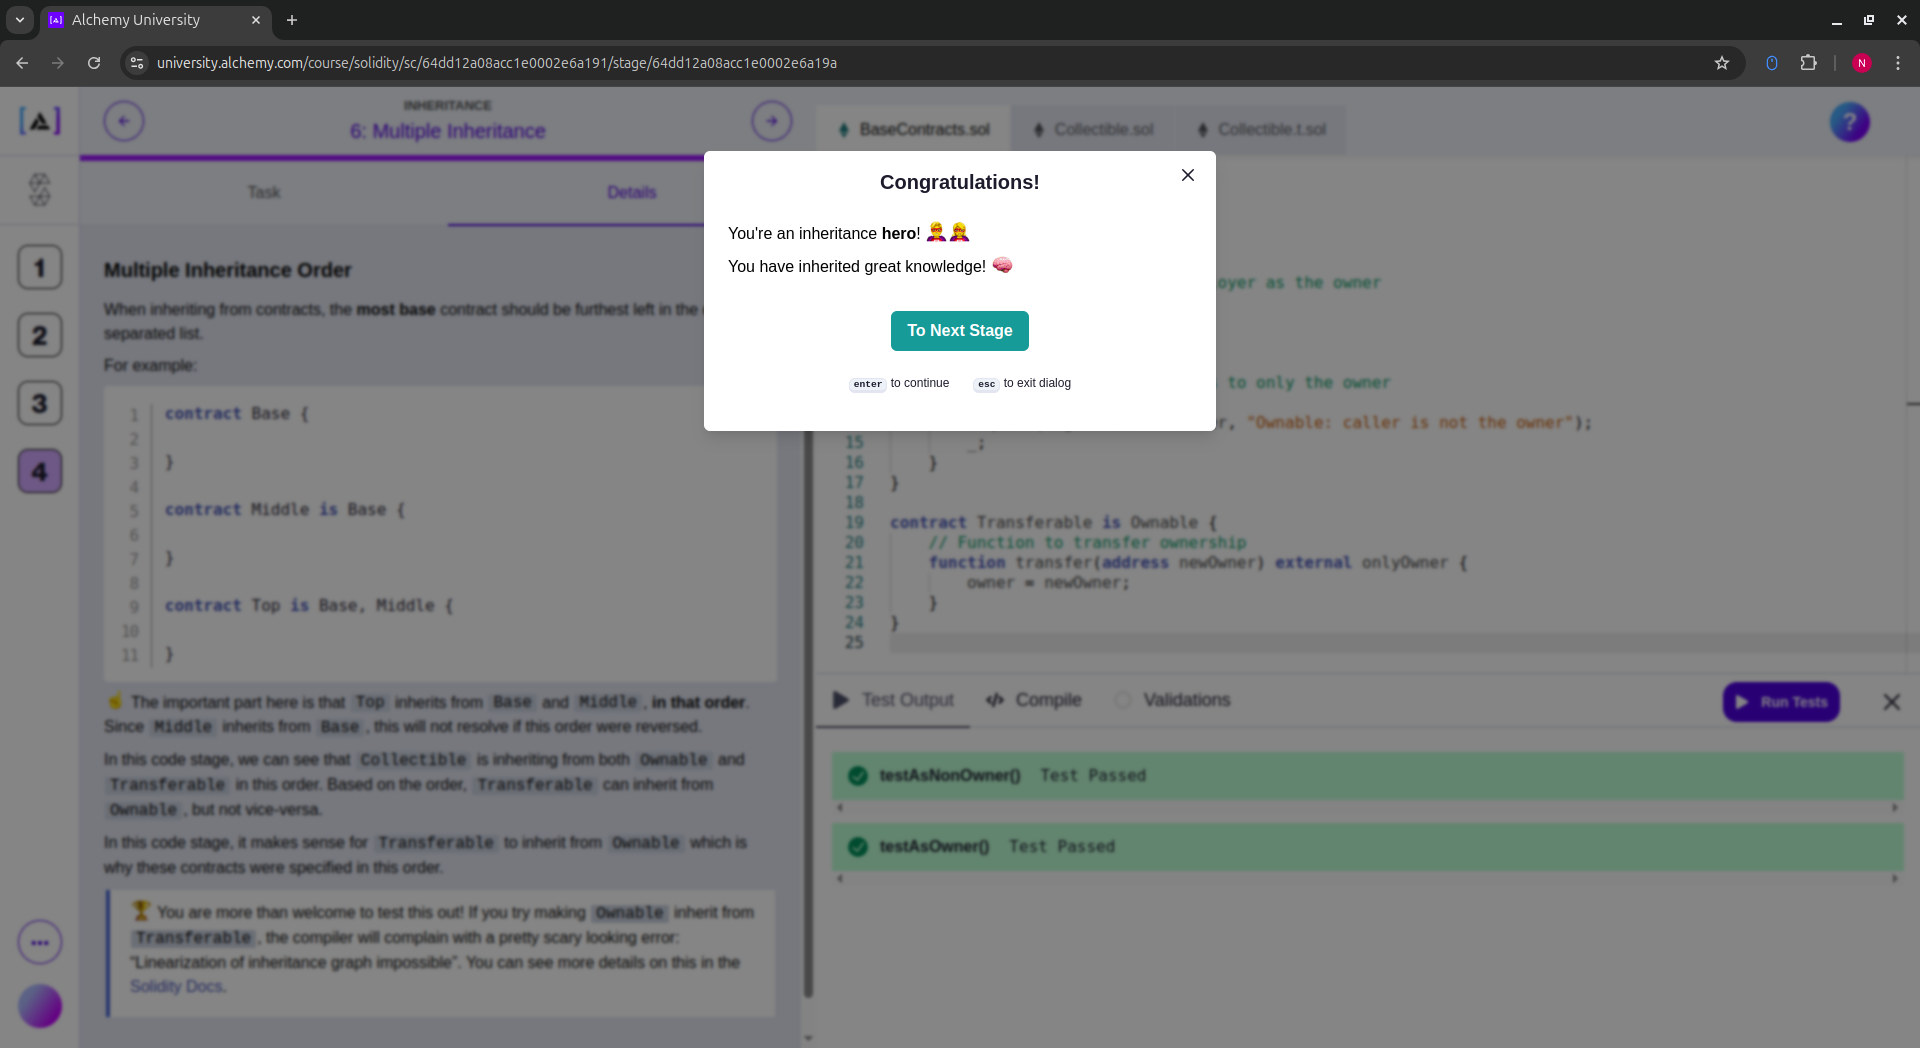 Alchemy University
university.alchemy.com/course/solidity/sc/64dd12a08acc1e0002e6a191/stage/64dd12a08acc1e0002e6a19a
N
INHERITANCE
6: Multiple Inheritance
BaseContracts.sol
Collectible.sol
Collectible.t.sol
?
Task
Details
1
2
3
4
Multiple Inheritance Order
When inheriting from contracts, the most base contract should be furthest left in the
separated list.
For example:
1 contract Base {
2
3 }
4
5 contract Middle is Base {
6
7 }
8
9 contract Top is Base, Middle {
10
11 }
The important part here is that Top inherits from Base and Middle, in that order.
Since Middle inherits from Base, this will not resolve if this order were reversed.
In this code stage, we can see that Collectible is inheriting from both Ownable and
Transferable in this order. Based on the order, Transferable can inherit from
Ownable, but not vice-versa.
In this code stage, it makes sense for Transferable to inherit from Ownable which is
why these contracts were specified in this order.
You are more than welcome to test this out! If you try making Ownable inherit from
Transferable, the compiler will complain with a pretty scary looking error:
“Linearization of inheritance graph impossible”. You can see more details on this in the
Solidity Docs.
Congratulations!
You're an inheritance hero!
You have inherited great knowledge!
To Next Stage
enter to continue esc to exit dialog
oyer as the owner
to only the owner
r, "Ownable: caller is not the owner");
15 _;
16 }
17 }
18
19 contract Transferable is Ownable {
20 // Function to transfer ownership
21 function transfer(address newOwner) external onlyOwner {
22 owner = newOwner;
23 }
24 }
25
Test Output
</> Compile
Validations
Run Tests
testAsNonOwner() Test Passed
testAsOwner() Test Passed